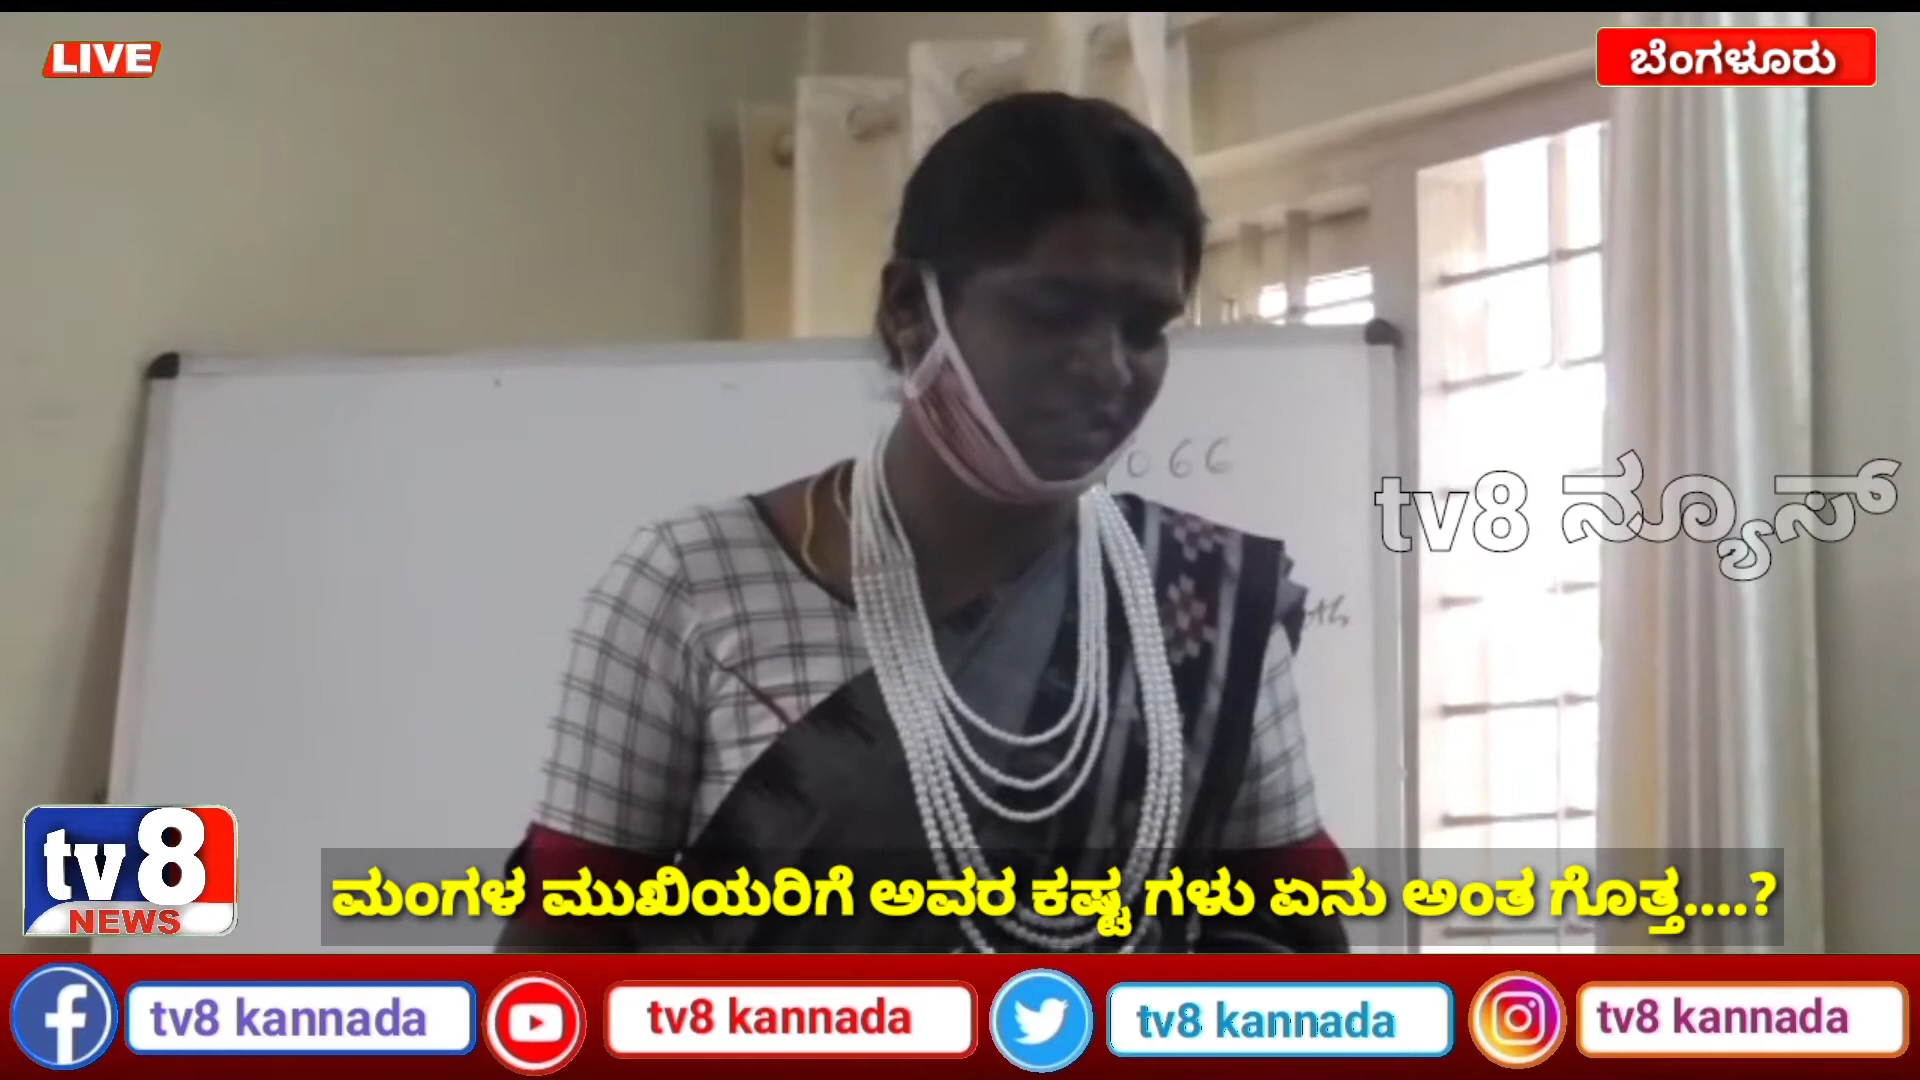 LIVE
ಬೆಂಗಳೂರು
066
tv8 ನ್ಯೂಸ್
tv8
NEWS
ಮಂಗಳ ಮುಖಿಯರಿಗೆ ಅವರ ಕಷ್ಟ ಗಳು ಏನು ಅಂತ ಗೊತ್ತ....?
tv8 kannada
tv8 kannada
tv8 kannada
tv8 kannada